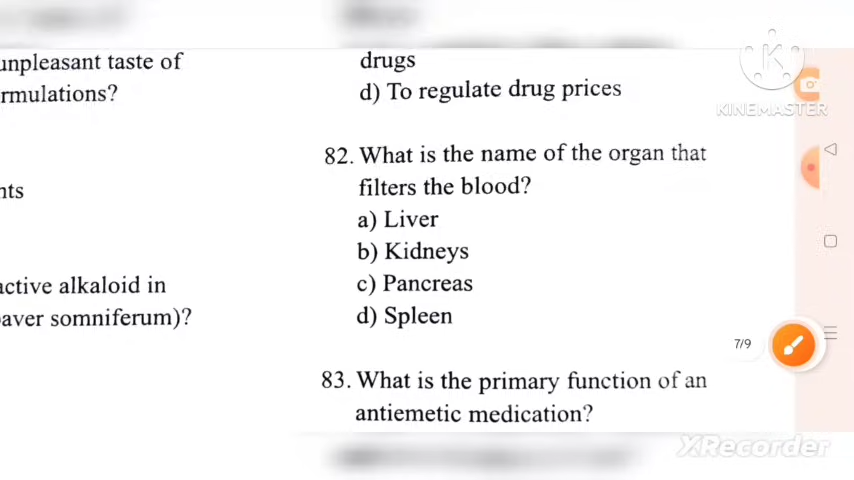 unpleasant taste of
rmulations?
nts
active alkaloid in
aver somniferum)?
drugs
d) To regulate drug prices
82. What is the name of the organ that
filters the blood?
a) Liver
b) Kidneys
c) Pancreas
d) Spleen
83. What is the primary function of an
antiemetic medication?
7/9
KINEMASTER
XRecorder